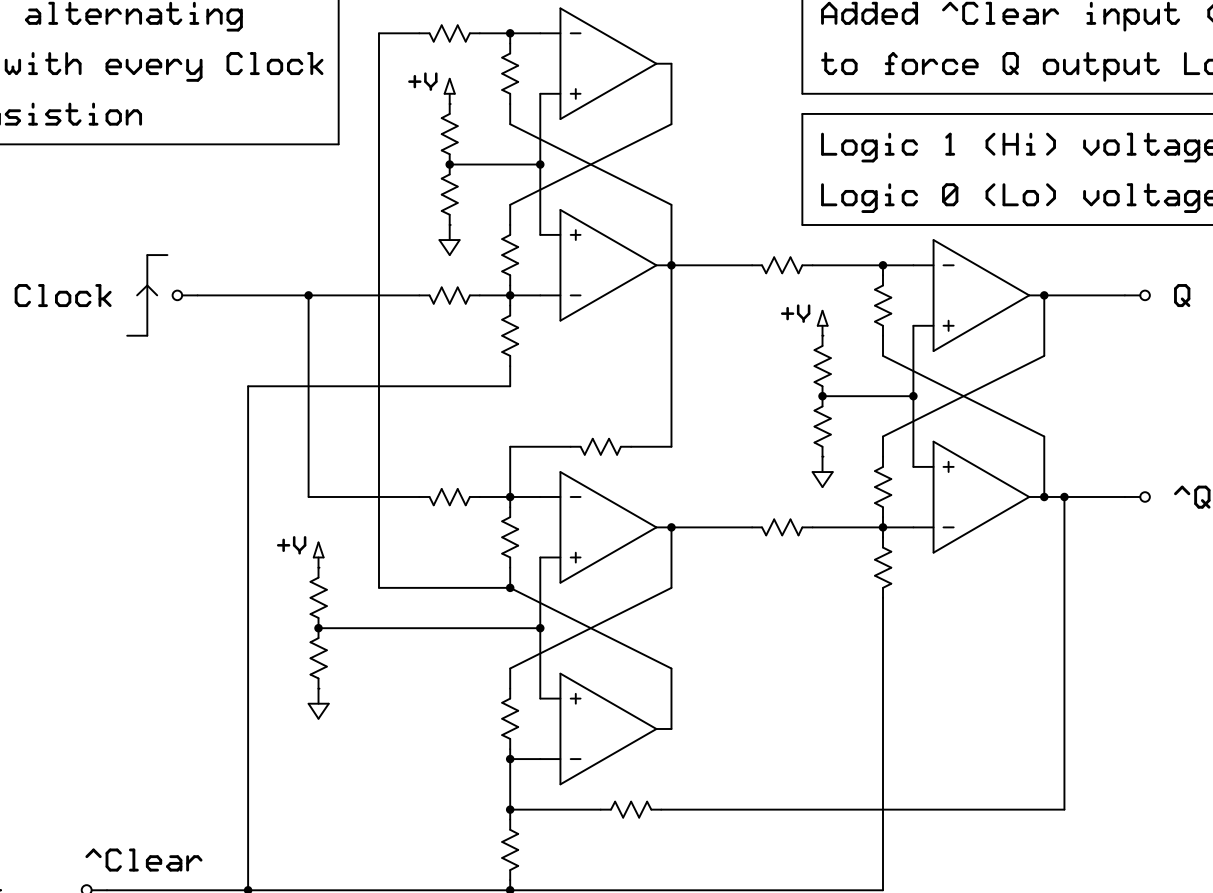 alternating
with every Clock
sistion
Added ^Clear input
to force Q output Lo
Logic 1 (Hi) voltage
Logic 0 (Lo) voltage
+V
-
+
+
-
Clock
-
+
+
-
Q
^Q
+V
-
+
+
-
+V
^Clear